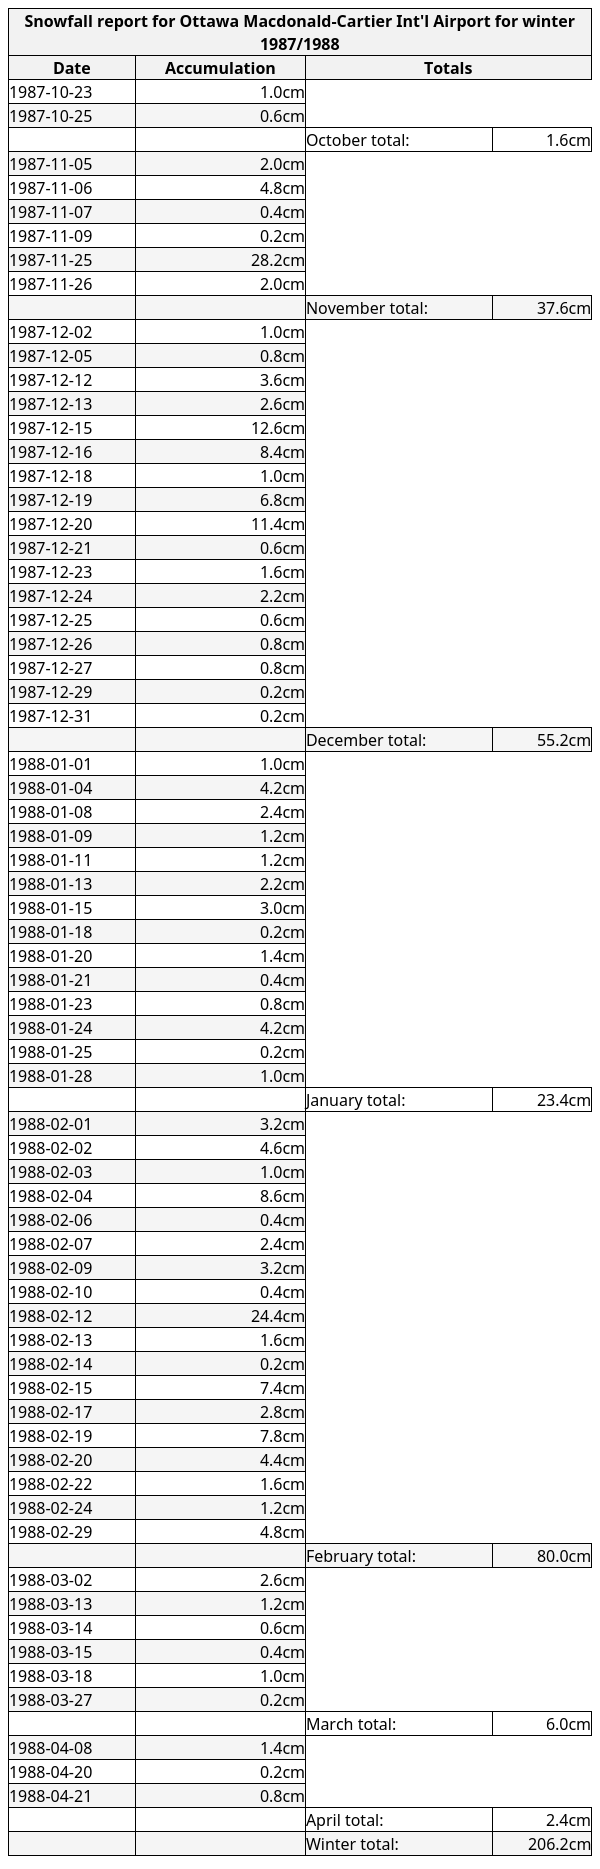 Snowfall report for Ottawa Macdonald-Cartier Int'l Airport for winter
1987/1988
Date Accumulation Totals
1987-10-23 1.0cm
1987-10-25 0.6cm
October total: 1.6cm
1987-11-05 2.0cm
1987-11-06 4.8cm
1987-11-07 0.4cm
1987-11-09 0.2cm
1987-11-25 28.2cm
1987-11-26 2.0cm
November total: 37.6cm
1987-12-02 1.0cm
1987-12-05 0.8cm
1987-12-12 3.6cm
1987-12-13 2.6cm
1987-12-15 12.6cm
1987-12-16 8.4cm
1987-12-18 1.0cm
1987-12-19 6.8cm
1987-12-20 11.4cm
1987-12-21 0.6cm
1987-12-23 1.6cm
1987-12-24 2.2cm
1987-12-25 0.6cm
1987-12-26 0.8cm
1987-12-27 0.8cm
1987-12-29 0.2cm
1987-12-31 0.2cm
December total: 55.2cm
1988-01-01 1.0cm
1988-01-04 4.2cm
1988-01-08 2.4cm
1988-01-09 1.2cm
1988-01-11 1.2cm
1988-01-13 2.2cm
1988-01-15 3.0cm
1988-01-18 0.2cm
1988-01-20 1.4cm
1988-01-21 0.4cm
1988-01-23 0.8cm
1988-01-24 4.2cm
1988-01-25 0.2cm
1988-01-28 1.0cm
January total: 23.4cm
1988-02-01 3.2cm
1988-02-02 4.6cm
1988-02-03 1.0cm
1988-02-04 8.6cm
1988-02-06 0.4cm
1988-02-07 2.4cm
1988-02-09 3.2cm
1988-02-10 0.4cm
1988-02-12 24.4cm
1988-02-13 1.6cm
1988-02-14 0.2cm
1988-02-15 7.4cm
1988-02-17 2.8cm
1988-02-19 7.8cm
1988-02-20 4.4cm
1988-02-22 1.6cm
1988-02-24 1.2cm
1988-02-29 4.8cm
February total: 80.0cm
1988-03-02 2.6cm
1988-03-13 1.2cm
1988-03-14 0.6cm
1988-03-15 0.4cm
1988-03-18 1.0cm
1988-03-27 0.2cm
March total: 6.0cm
1988-04-08 1.4cm
1988-04-20 0.2cm
1988-04-21 0.8cm
April total: 2.4cm
Winter total: 206.2cm